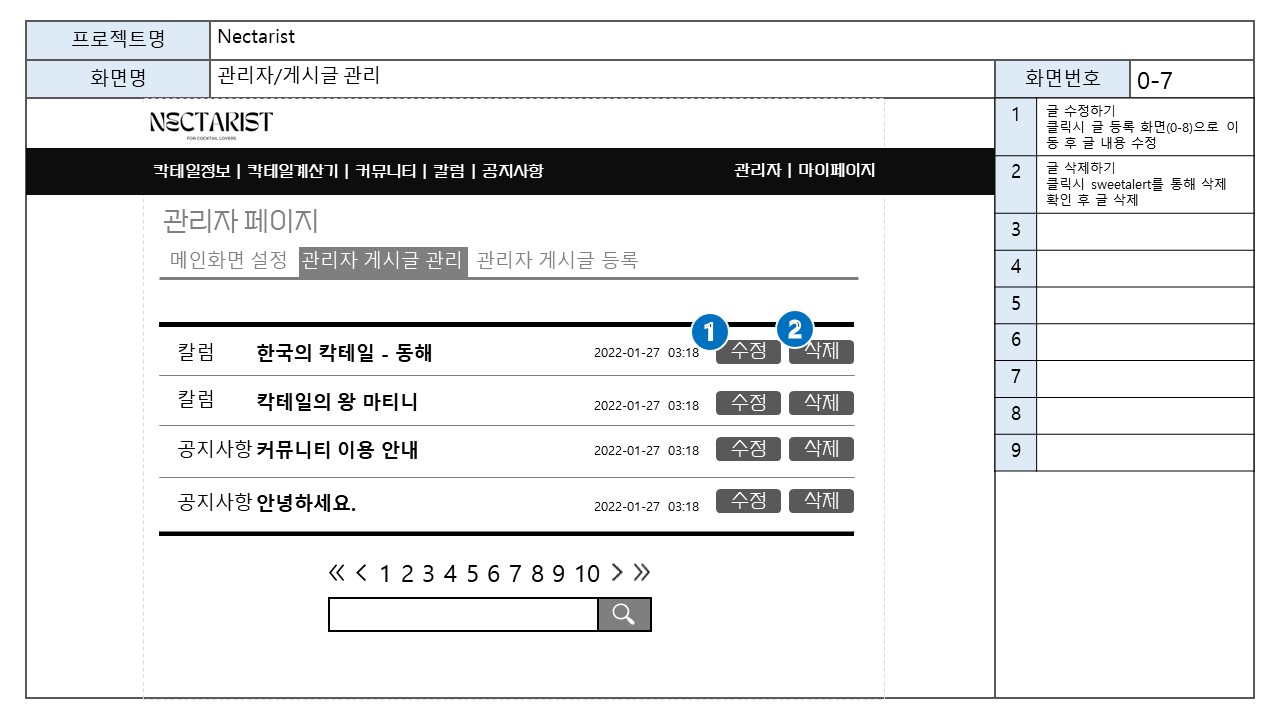 프로젝트명 Nectarist
화면명 관리자/게시글 관리 화면번호 0-7
NECTARIST
FOR COCKTAIL LOVERS
칵테일정보 | 칵테일계산기 | 커뮤니티 | 칼럼 | 공지사항 관리자 | 마이페이지
관리자 페이지
메인화면 설정 관리자 게시글 관리 관리자 게시글 등록
1 2
칼럼 한국의 칵테일 - 동해 2022-01-27 03:18 수정 삭제
칼럼 칵테일의 왕 마티니 2022-01-27 03:18 수정 삭제
공지사항 커뮤니티 이용 안내 2022-01-27 03:18 수정 삭제
공지사항 안녕하세요. 2022-01-27 03:18 수정 삭제
« < 1 2 3 4 5 6 7 8 9 10 > »
1 글 수정하기
클릭시 글 등록 화면(0-8)으로 이
동 후 글 내용 수정
2 글 삭제하기
클릭시 sweetalert를 통해 삭제
확인 후 글 삭제
3
4
5
6
7
8
9